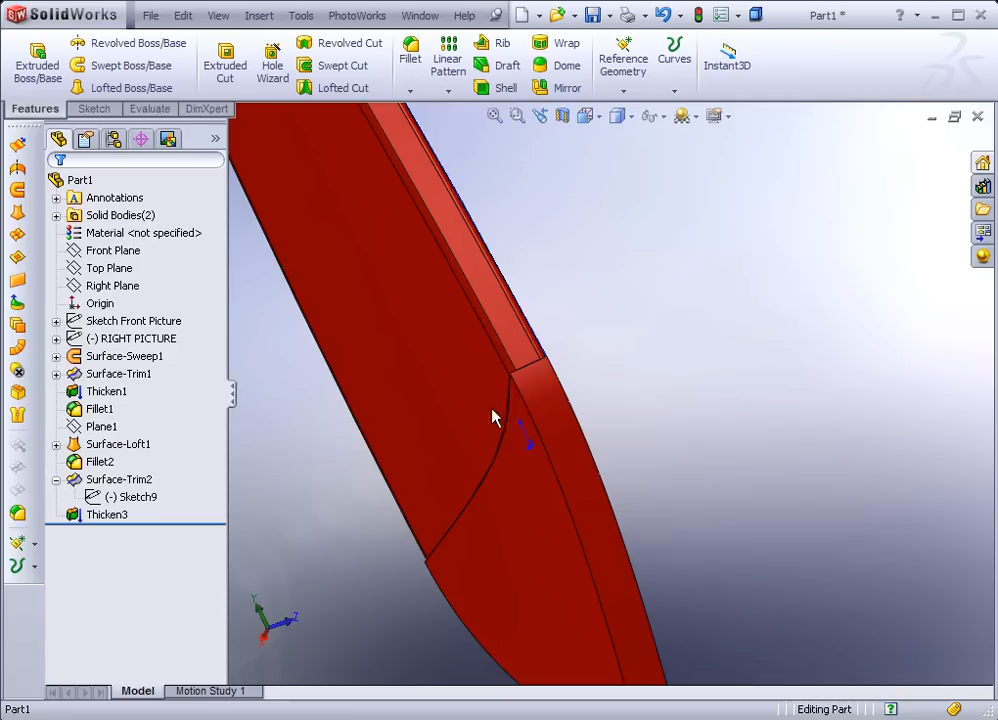 SolidWorks File Edit View Insert Tools PhotoWorks Window Help Part1 * ?
Extruded Boss/Base
Revolved Boss/Base
Swept Boss/Base
Lofted Boss/Base
Extruded Cut
Hole Wizard
Revolved Cut
Swept Cut
Lofted Cut
Fillet
Linear Pattern
Rib
Draft
Shell
Wrap
Dome
Mirror
Reference Geometry
Curves
Instant3D
Features Sketch Evaluate DimXpert
Part1
Annotations
Solid Bodies(2)
Material <not specified>
Front Plane
Top Plane
Right Plane
Origin
Sketch Front Picture
(-) RIGHT PICTURE
Surface-Sweep1
Surface-Trim1
Thicken1
Fillet1
Plane1
Surface-Loft1
Fillet2
Surface-Trim2
(-) Sketch9
Thicken3
Y
Z
X
Model Motion Study 1
Part1 Editing Part ?